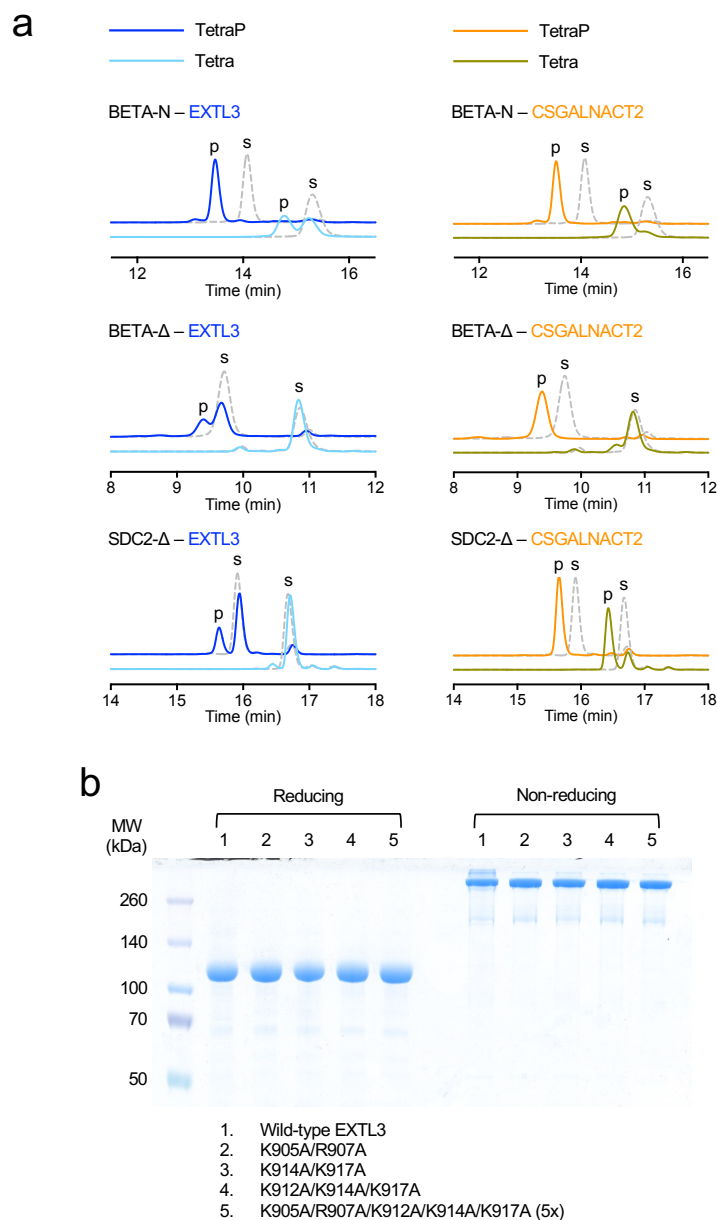 a
TetraP
Tetra
TetraP
Tetra
BETA-N – EXTL3
p
s
p
s
12 14 16
Time (min)
BETA-N – CSGALNACT2
p
s
p
s
12 14 16
Time (min)
BETA-Δ – EXTL3
p
s
s
8 9 10 11 12
Time (min)
BETA-Δ – CSGALNACT2
p
s
s
8 9 10 11 12
Time (min)
SDC2-Δ – EXTL3
p
s
s
14 15 16 17 18
Time (min)
SDC2-Δ – CSGALNACT2
p
s
p
s
14 15 16 17 18
Time (min)
b
Reducing
Non-reducing
MW
(kDa)
1 2 3 4 5
1 2 3 4 5
260
140
100
70
50
1. Wild-type EXTL3
2. K905A/R907A
3. K914A/K917A
4. K912A/K914A/K917A
5. K905A/R907A/K912A/K914A/K917A (5x)